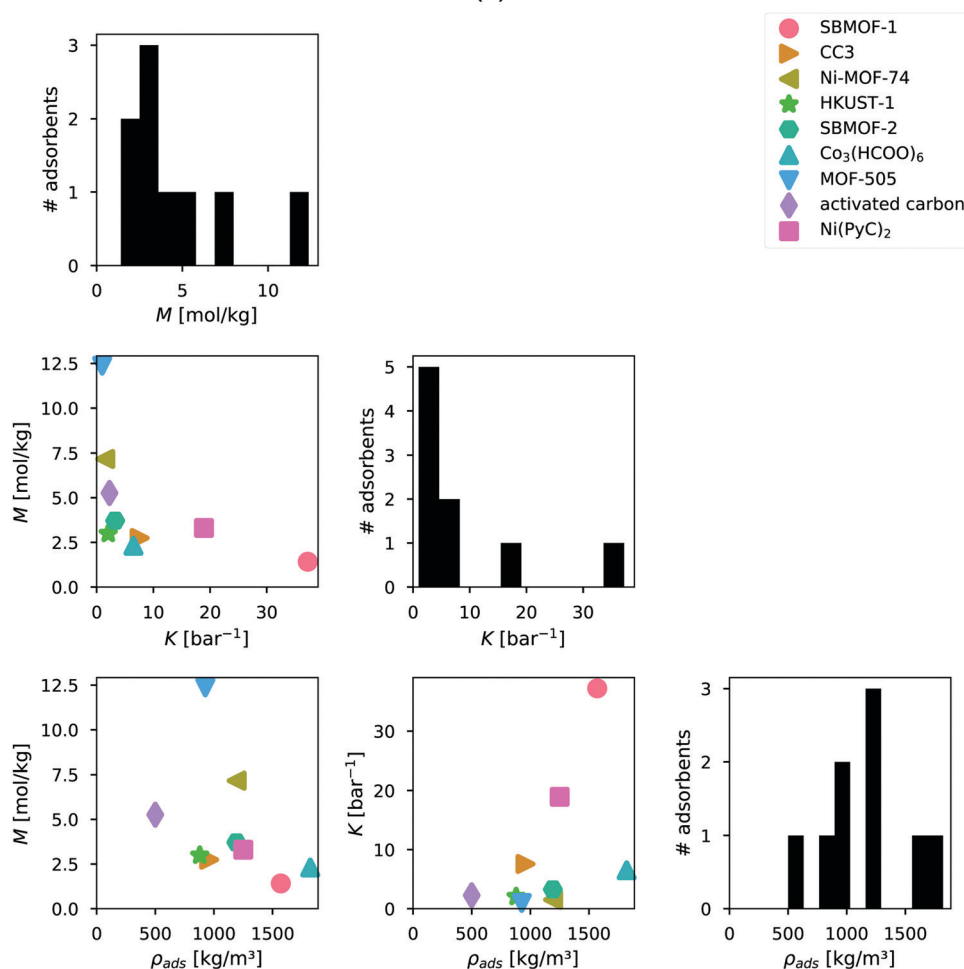 SBMOF-1
CC3
Ni-MOF-74
HKUST-1
SBMOF-2
Co₃(HCOO)₆
MOF-505
activated carbon
Ni(PyC)₂
# adsorbents
3
2
1
0
0 5 10
M [mol/kg]
M [mol/kg]
12.5
10.0
7.5
5.0
2.5
0.0
0 10 20 30
K [bar⁻¹]
# adsorbents
5
4
3
2
1
0
0 10 20 30
K [bar⁻¹]
M [mol/kg]
12.5
10.0
7.5
5.0
2.5
0.0
500 1000 1500
ρads [kg/m³]
K [bar⁻¹]
30
20
10
0
500 1000 1500
ρads [kg/m³]
# adsorbents
3
2
1
0
500 1000 1500
ρads [kg/m³]